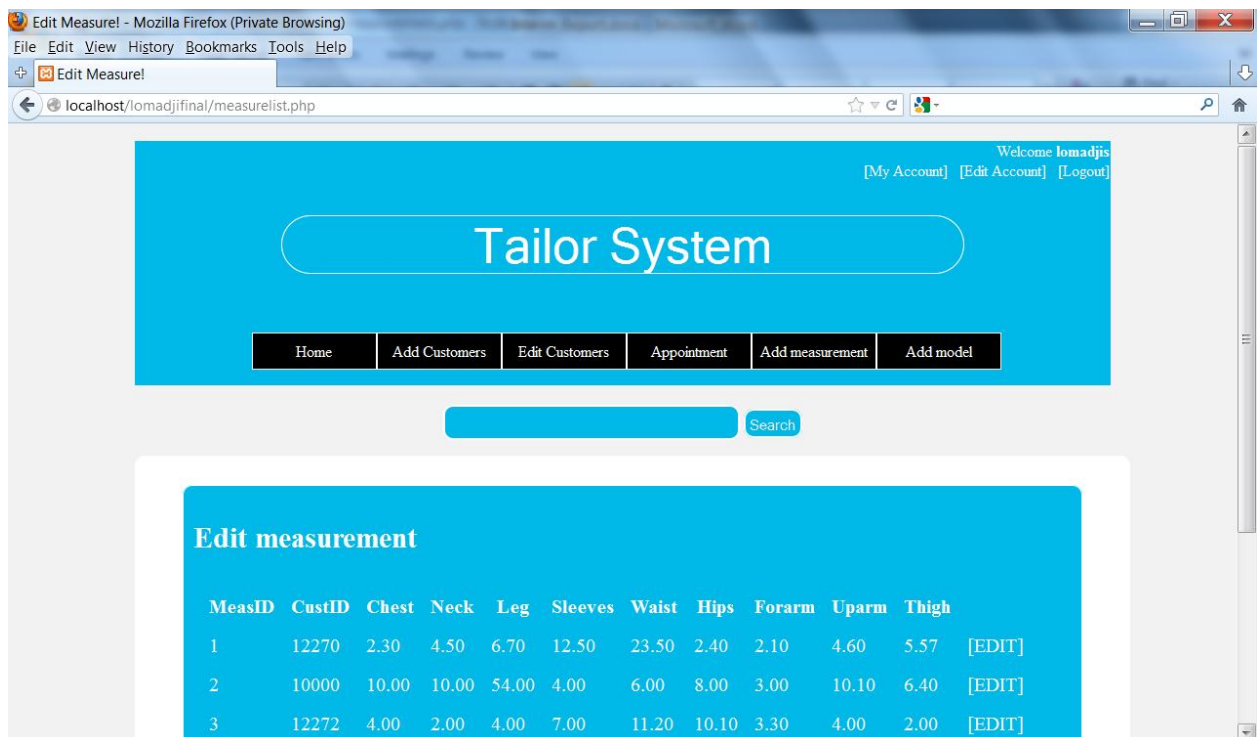 Edit Measure! - Mozilla Firefox (Private Browsing)
File Edit View History Bookmarks Tools Help
Edit Measure!
localhost/lomadjifinal/measurelist.php
Welcome lomadjis
[My Account] [Edit Account] [Logout]
Tailor System
Home Add Customers Edit Customers Appointment Add measurement Add model
Search
Edit measurement
MeasID CustID Chest Neck Leg Sleeves Waist Hips Forarm Uparm Thigh
1 12270 2.30 4.50 6.70 12.50 23.50 2.40 2.10 4.60 5.57 [EDIT]
2 10000 10.00 10.00 54.00 4.00 6.00 8.00 3.00 10.10 6.40 [EDIT]
3 12272 4.00 2.00 4.00 7.00 11.20 10.10 3.30 4.00 2.00 [EDIT]